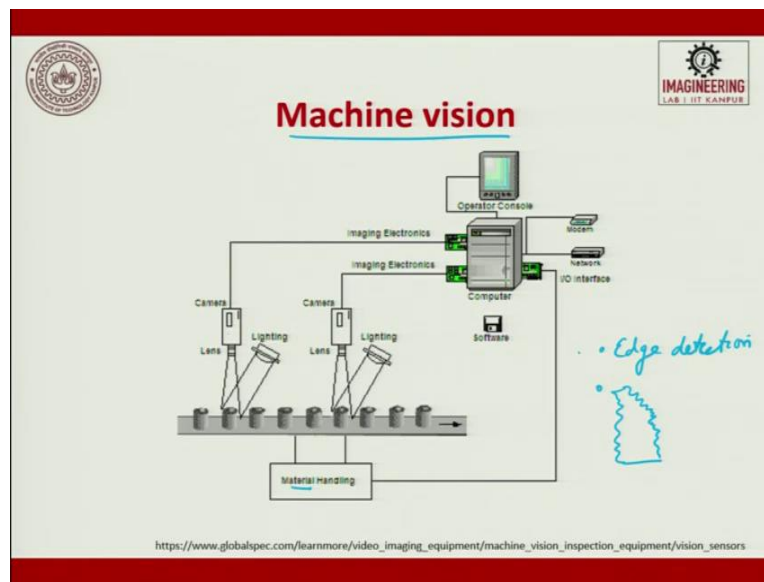 IMAGINEERING
LAB | IIT KANPUR
Machine vision
Operator Console
Imaging Electronics
Modem
Imaging Electronics
Network
I/O Interface
Camera
Camera
Computer
Lighting
Lighting
Lens
Lens
Software
• Edge detection
Material Handling
https://www.globalspec.com/learnmore/video_imaging_equipment/machine_vision_inspection_equipment/vision_sensors